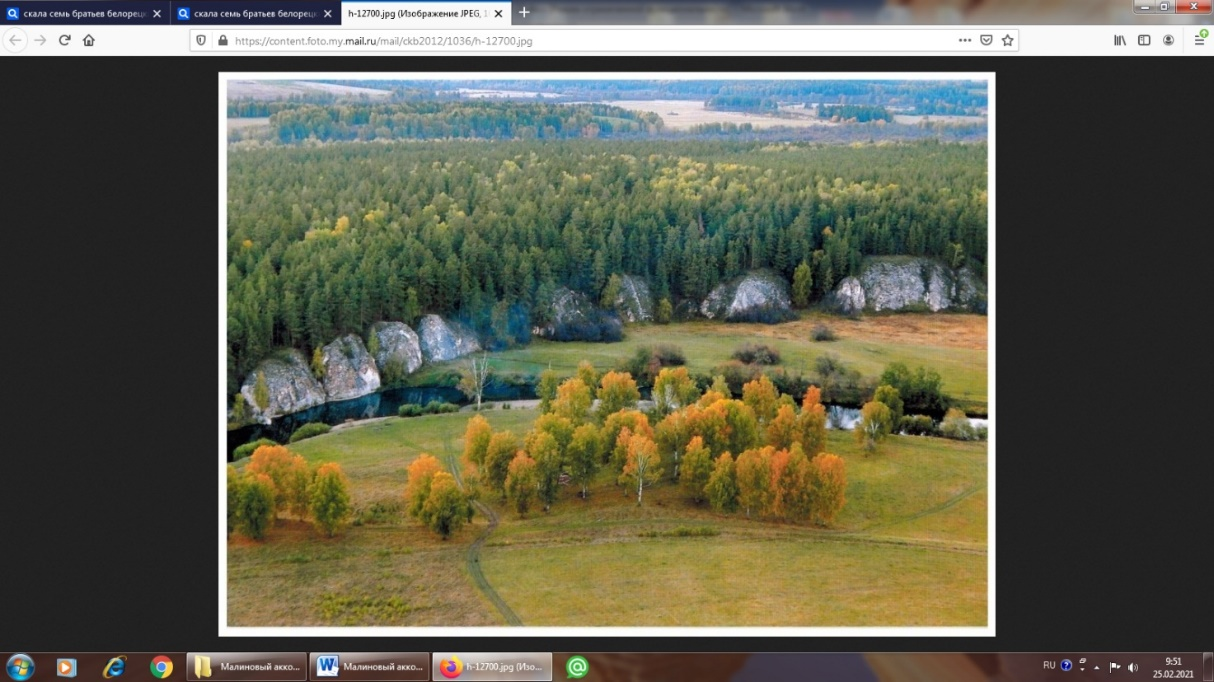 скала семь братьев белорец
скала семь братьев белорец
h-12700.jpg (Изображение JPEG, 1
https://content.foto.my.mail.ru/mail/ckb2012/1036/h-12700.jpg
Малиновый акко...
Малиновый акко...
h-12700.jpg (Изо...
RU
9:51
25.02.2021